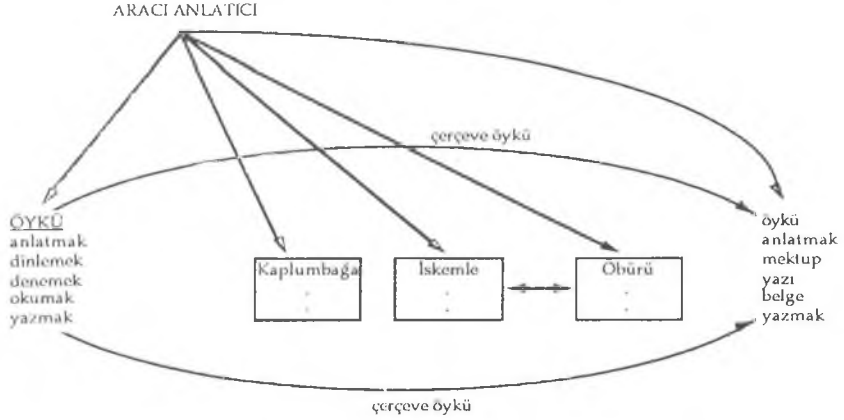 ARACI ANLATICI
çerçeve öykü
ÖYKÜ
anlatmak
dinlemek
denemek
okumak
yazmak
Kaplumbağa
.
.
İskemle
.
.
Öbürü
.
.
öykü
anlatmak
mektup
yazı
belge
yazmak
çerçeve öykü